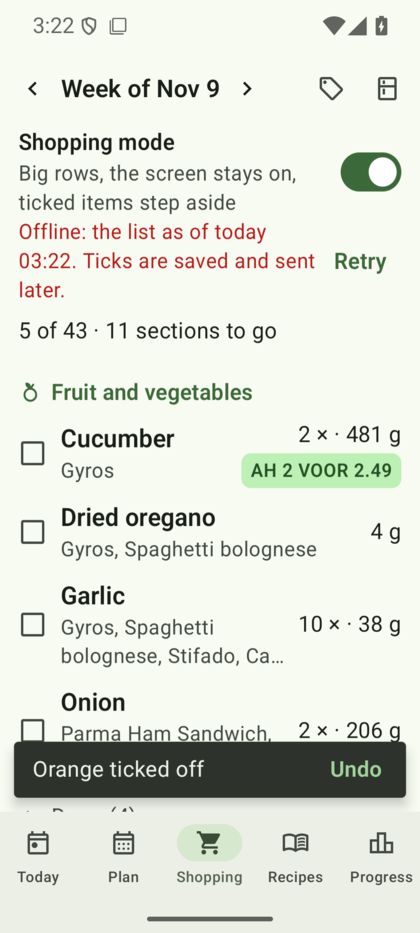 3:22
Week of Nov 9
Shopping mode
Big rows, the screen stays on,
ticked items step aside
Offline: the list as of today
03:22. Ticks are saved and sent
later.
Retry
5 of 43 · 11 sections to go
Fruit and vegetables
Cucumber
2 × · 481 g
Gyros
AH 2 VOOR 2.49
Dried oregano
4 g
Gyros, Spaghetti bolognese
Garlic
10 × · 38 g
Gyros, Spaghetti
bolognese, Stifado, Ca…
Onion
2 × · 206 g
Parma Ham Sandwich,
Orange ticked off
Undo
Today
Plan
Shopping
Recipes
Progress